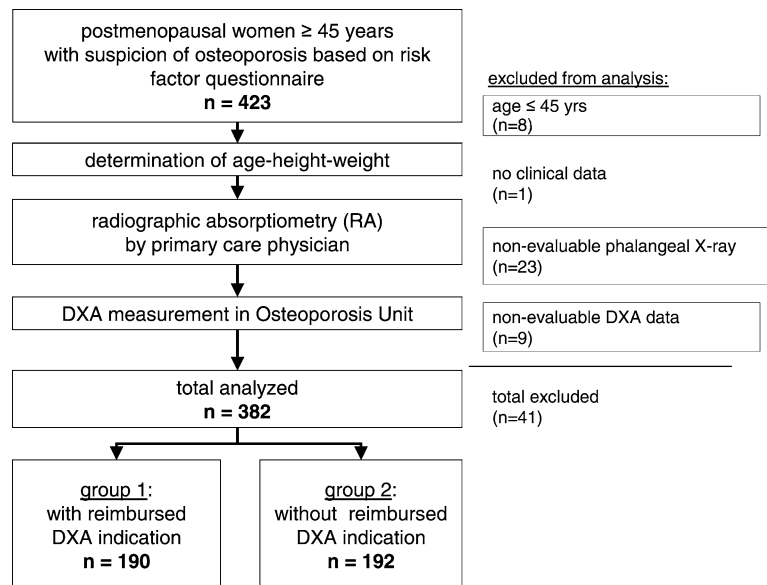 postmenopausal women ≥ 45 years
with suspicion of osteoporosis based on risk
factor questionnaire
n = 423
determination of age-height-weight
radiographic absorptiometry (RA)
by primary care physician
DXA measurement in Osteoporosis Unit
total analyzed
n = 382
group 1:
with reimbursed
DXA indication
n = 190
group 2:
without reimbursed
DXA indication
n = 192
excluded from analysis:
age ≤ 45 yrs
(n=8)
no clinical data
(n=1)
non-evaluable phalangeal X-ray
(n=23)
non-evaluable DXA data
(n=9)
total excluded
(n=41)